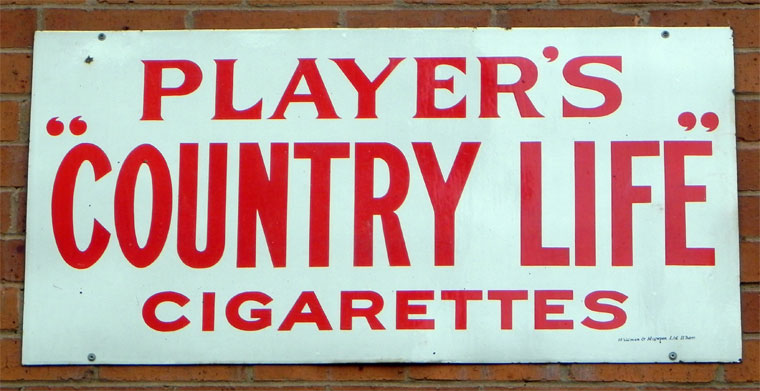 PLAYER'S
"COUNTRY LIFE"
CIGARETTES